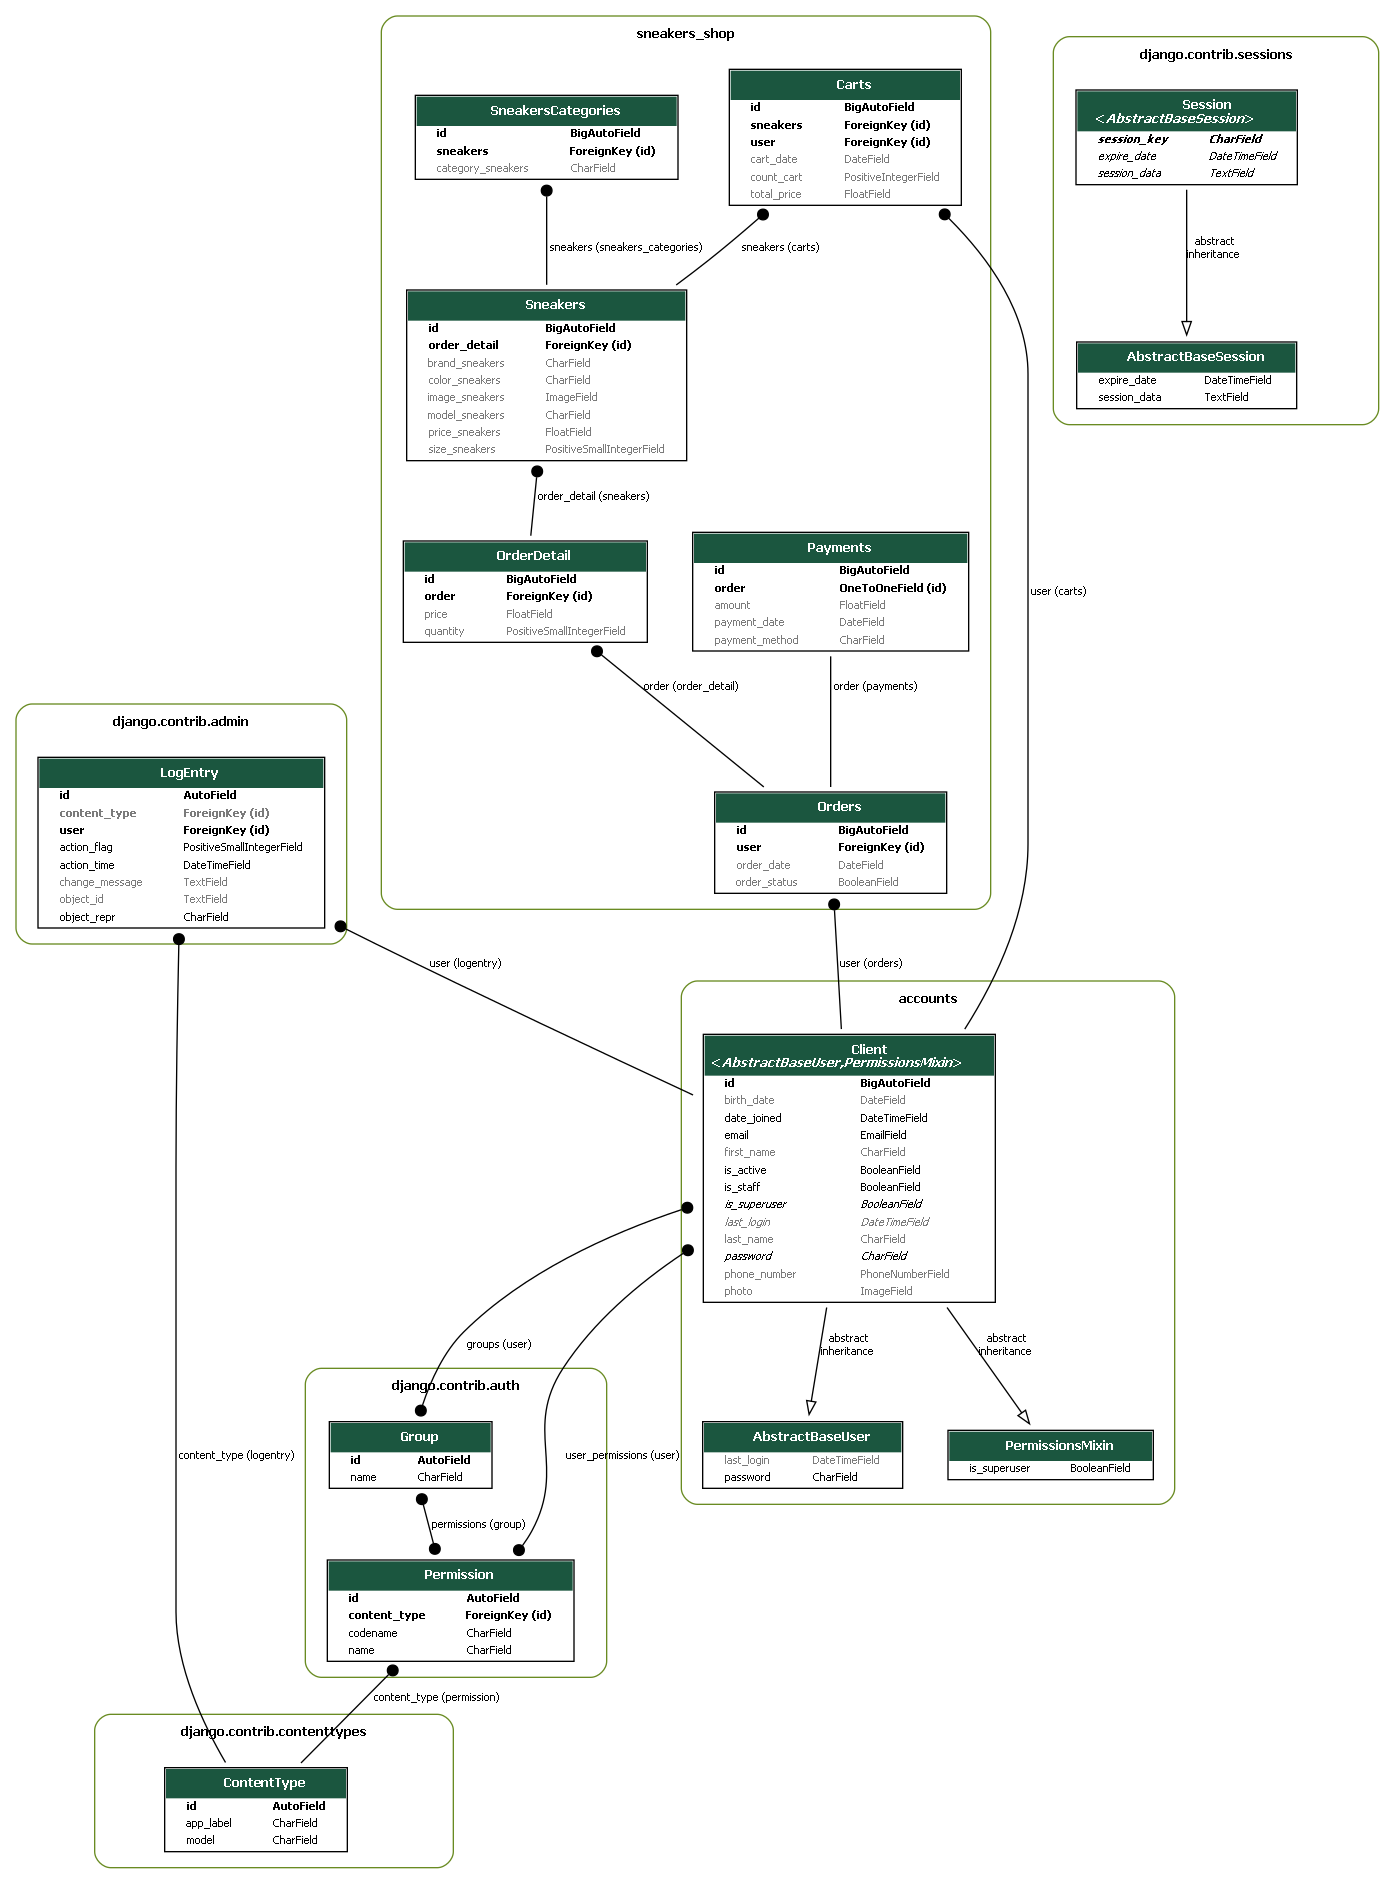 sneakers_shop
SneakersCategories
id BigAutoField
sneakers ForeignKey (id)
category_sneakers CharField
Carts
id BigAutoField
sneakers ForeignKey (id)
user ForeignKey (id)
cart_date DateField
count_cart PositiveIntegerField
total_price FloatField
sneakers (sneakers_categories)
sneakers (carts)
Sneakers
id BigAutoField
order_detail ForeignKey (id)
brand_sneakers CharField
color_sneakers CharField
image_sneakers ImageField
model_sneakers CharField
price_sneakers FloatField
size_sneakers PositiveSmallIntegerField
order_detail (sneakers)
OrderDetail
id BigAutoField
order ForeignKey (id)
price FloatField
quantity PositiveSmallIntegerField
Payments
id BigAutoField
order OneToOneField (id)
amount FloatField
payment_date DateField
payment_method CharField
user (carts)
order (order_detail)
order (payments)
Orders
id BigAutoField
user ForeignKey (id)
order_date DateField
order_status BooleanField
django.contrib.sessions
Session
<AbstractBaseSession>
session_key CharField
expire_date DateTimeField
session_data TextField
abstract
inheritance
AbstractBaseSession
expire_date DateTimeField
session_data TextField
django.contrib.admin
LogEntry
id AutoField
content_type ForeignKey (id)
user ForeignKey (id)
action_flag PositiveSmallIntegerField
action_time DateTimeField
change_message TextField
object_id TextField
object_repr CharField
user (logentry)
user (orders)
accounts
Client
<AbstractBaseUser,PermissionsMixin>
id BigAutoField
birth_date DateField
date_joined DateTimeField
email EmailField
first_name CharField
is_active BooleanField
is_staff BooleanField
is_superuser BooleanField
last_login DateTimeField
last_name CharField
password CharField
phone_number PhoneNumberField
photo ImageField
groups (user)
abstract
inheritance
abstract
inheritance
AbstractBaseUser
last_login DateTimeField
password CharField
PermissionsMixin
is_superuser BooleanField
django.contrib.auth
Group
id AutoField
name CharField
content_type (logentry)
user_permissions (user)
permissions (group)
Permission
id AutoField
content_type ForeignKey (id)
codename CharField
name CharField
content_type (permission)
django.contrib.contenttypes
ContentType
id AutoField
app_label CharField
model CharField